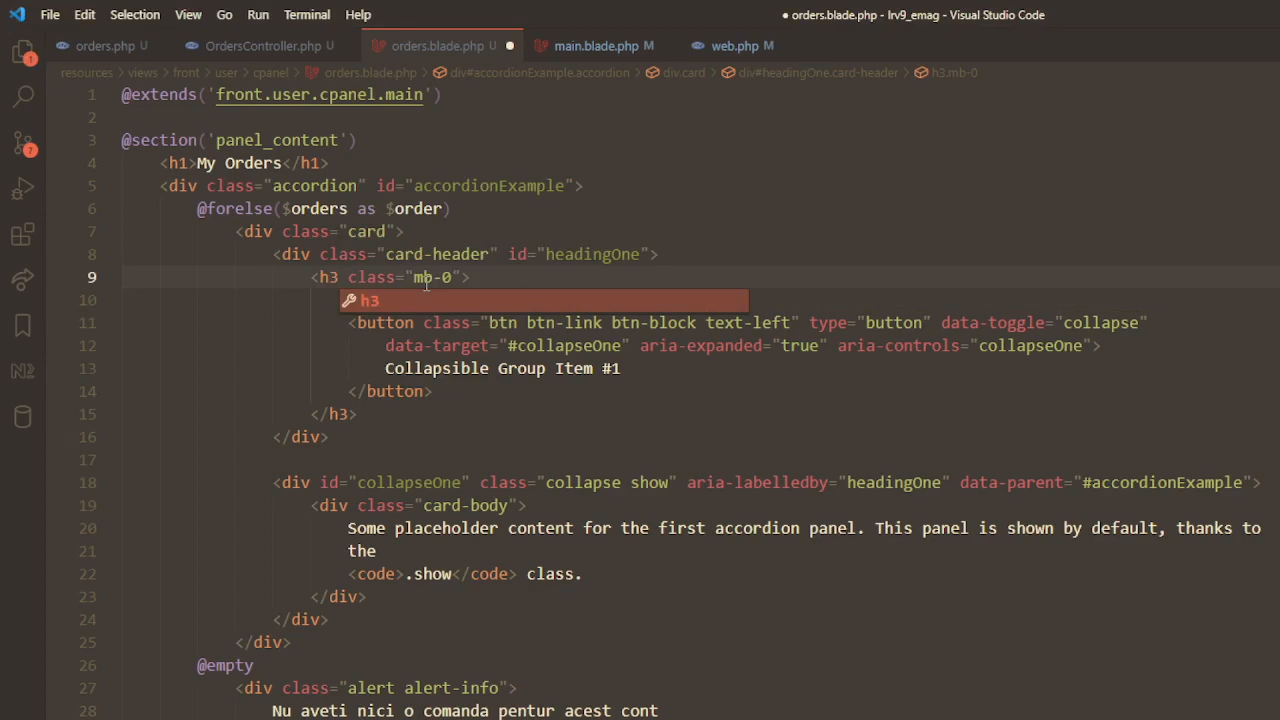 File Edit Selection View Go Run Terminal Help
● orders.blade.php - lrv9_emag - Visual Studio Code
orders.php U OrdersController.php U orders.blade.php U main.blade.php M web.php M
resources > views > front > user > cpanel > orders.blade.php > div#accordionExample.accordion > div.card > div#headingOne.card-header > h3.mb-0
1 @extends('front.user.cpanel.main')
2
3 @section('panel_content')
4 <h1>My Orders</h1>
5 <div class="accordion" id="accordionExample">
6 @forelse($orders as $order)
7 <div class="card">
8 <div class="card-header" id="headingOne">
9 <h3 class="mb-0">
10 h3
11 <button class="btn btn-link btn-block text-left" type="button" data-toggle="collapse"
12 data-target="#collapseOne" aria-expanded="true" aria-controls="collapseOne">
13 Collapsible Group Item #1
14 </button>
15 </h3>
16 </div>
17
18 <div id="collapseOne" class="collapse show" aria-labelledby="headingOne" data-parent="#accordionExample">
19 <div class="card-body">
20 Some placeholder content for the first accordion panel. This panel is shown by default, thanks to
21 the
22 <code>.show</code> class.
23 </div>
24 </div>
25 </div>
26 @empty
27 <div class="alert alert-info">
28 Nu aveti nici o comanda pentur acest cont
1
7